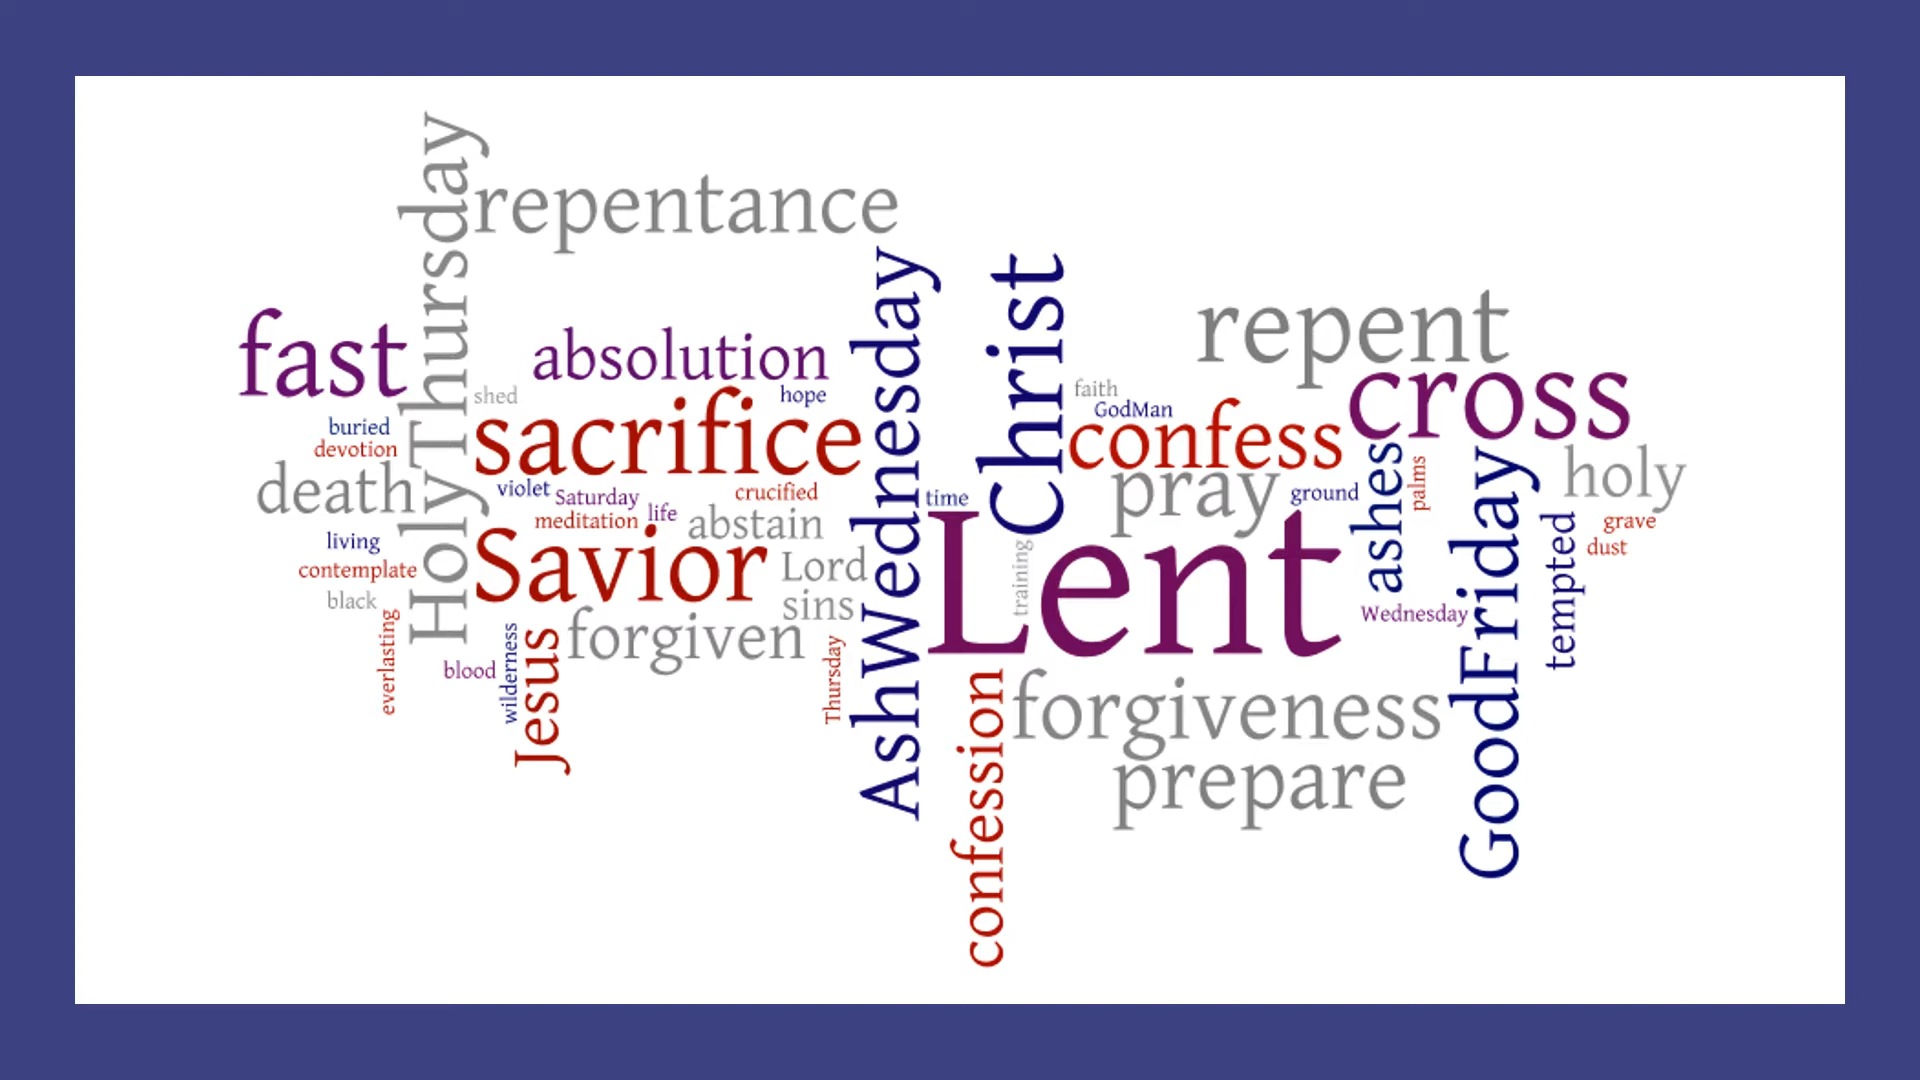 HolyThursday
repentance
fast
absolution
shed
hope
sacrifice
buried
devotion
death
violet
Saturday
crucified
meditation
life
abstain
living
contemplate
black
Savior
Lord
sins
everlasting
forgiven
blood
wilderness
Jesus
Thursday
AshWednesday
Christ
repent
cross
faith
GodMan
confess
pray
time
ground
ashes
palms
holy
grave
dust
Lent
training
Wednesday
GoodFriday
tempted
confession
forgiveness
prepare